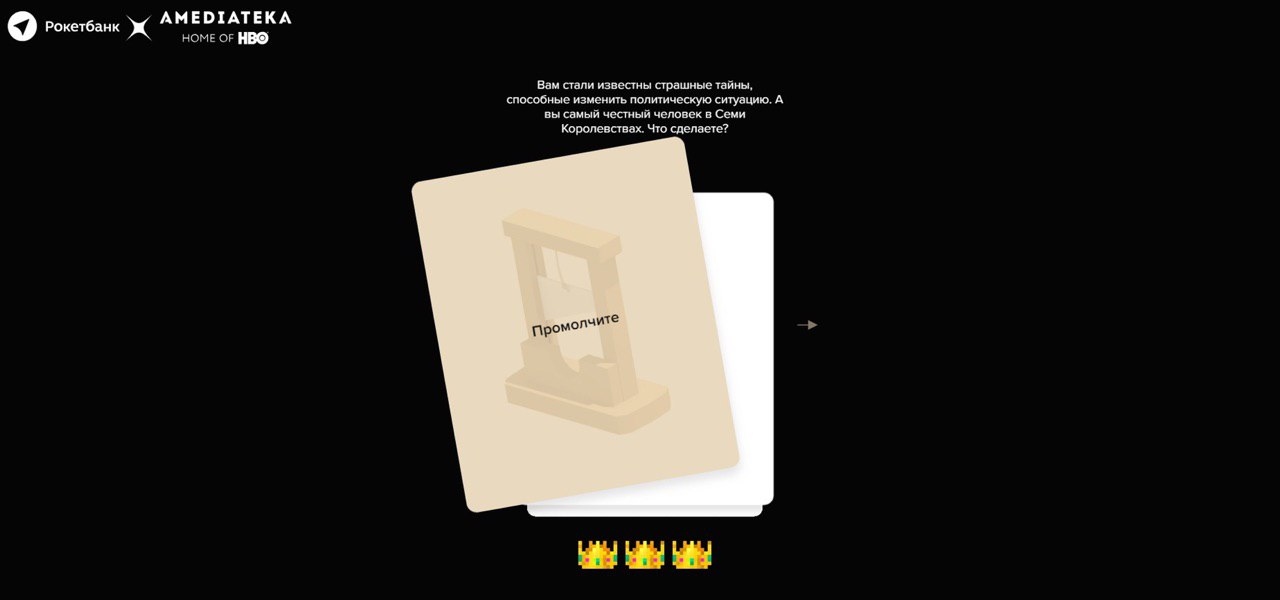 Рокетбанк
AMEDIATEKA
HOME OF HBO
Вам стали известны страшные тайны,
способные изменить политическую ситуацию. А
вы самый честный человек в Семи
Королевствах. Что сделаете?
Промолчите